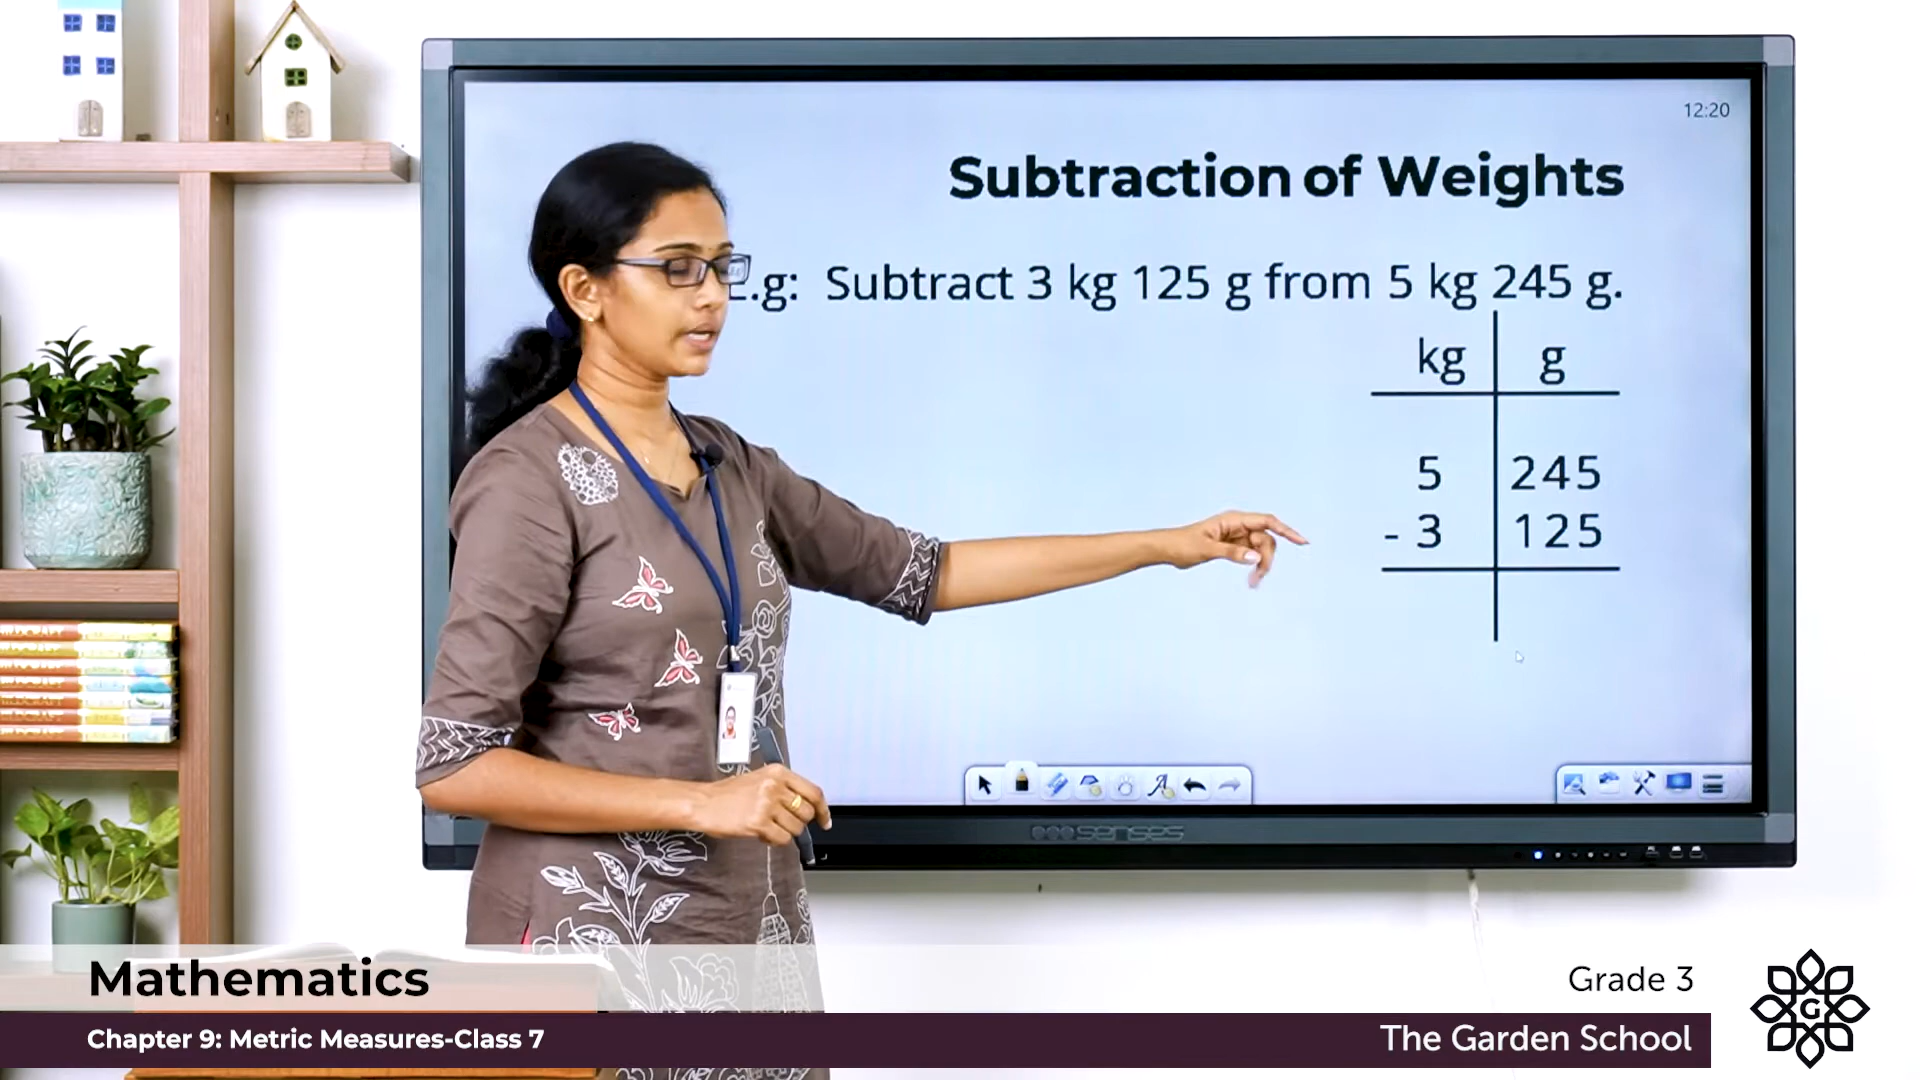 12:20
Subtraction of Weights
E.g: Subtract 3 kg 125 g from 5 kg 245 g.
kg g
5 245
- 3 125
senses
Mathematics
Grade 3
Chapter 9: Metric Measures-Class 7
The Garden School
G